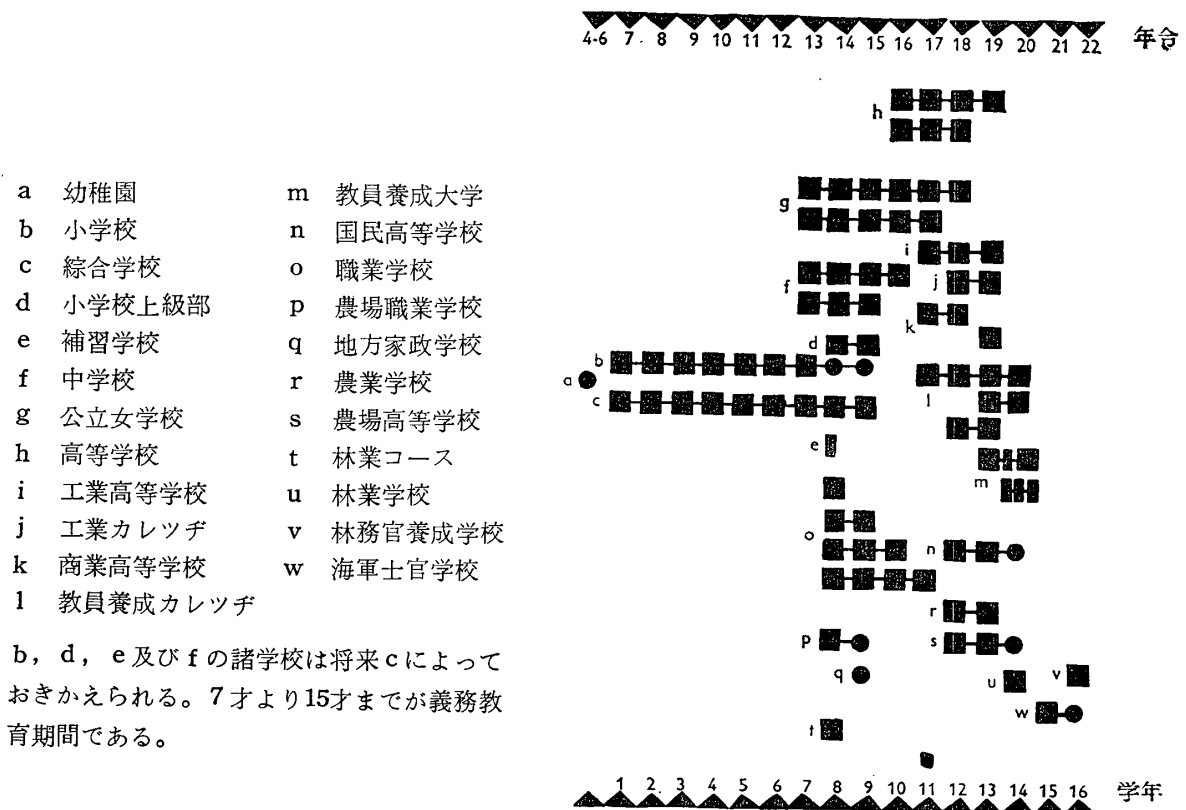 4-6 7 8 9 10 11 12 13 14 15 16 17 18 19 20 21 22 年令
h
g
i
f
j
k
d
b
a
c
l
e
m
o
n
r
p
s
q
u
v
w
t
1 2 3 4 5 6 7 8 9 10 11 12 13 14 15 16 学年
a 幼稚園
b 小学校
c 綜合学校
d 小学校上級部
e 補習学校
f 中学校
g 公立女学校
h 高等学校
i 工業高等学校
j 工業カレツヂ
k 商業高等学校
l 教員養成カレツヂ
m 教員養成大学
n 国民高等学校
o 職業学校
p 農場職業学校
q 地方家政学校
r 農業学校
s 農場高等学校
t 林業コース
u 林業学校
v 林務官養成学校
w 海軍士官学校
b，d，e及びfの諸学校は将来cによって
おきかえられる。7才より15才までが義務教
育期間である。